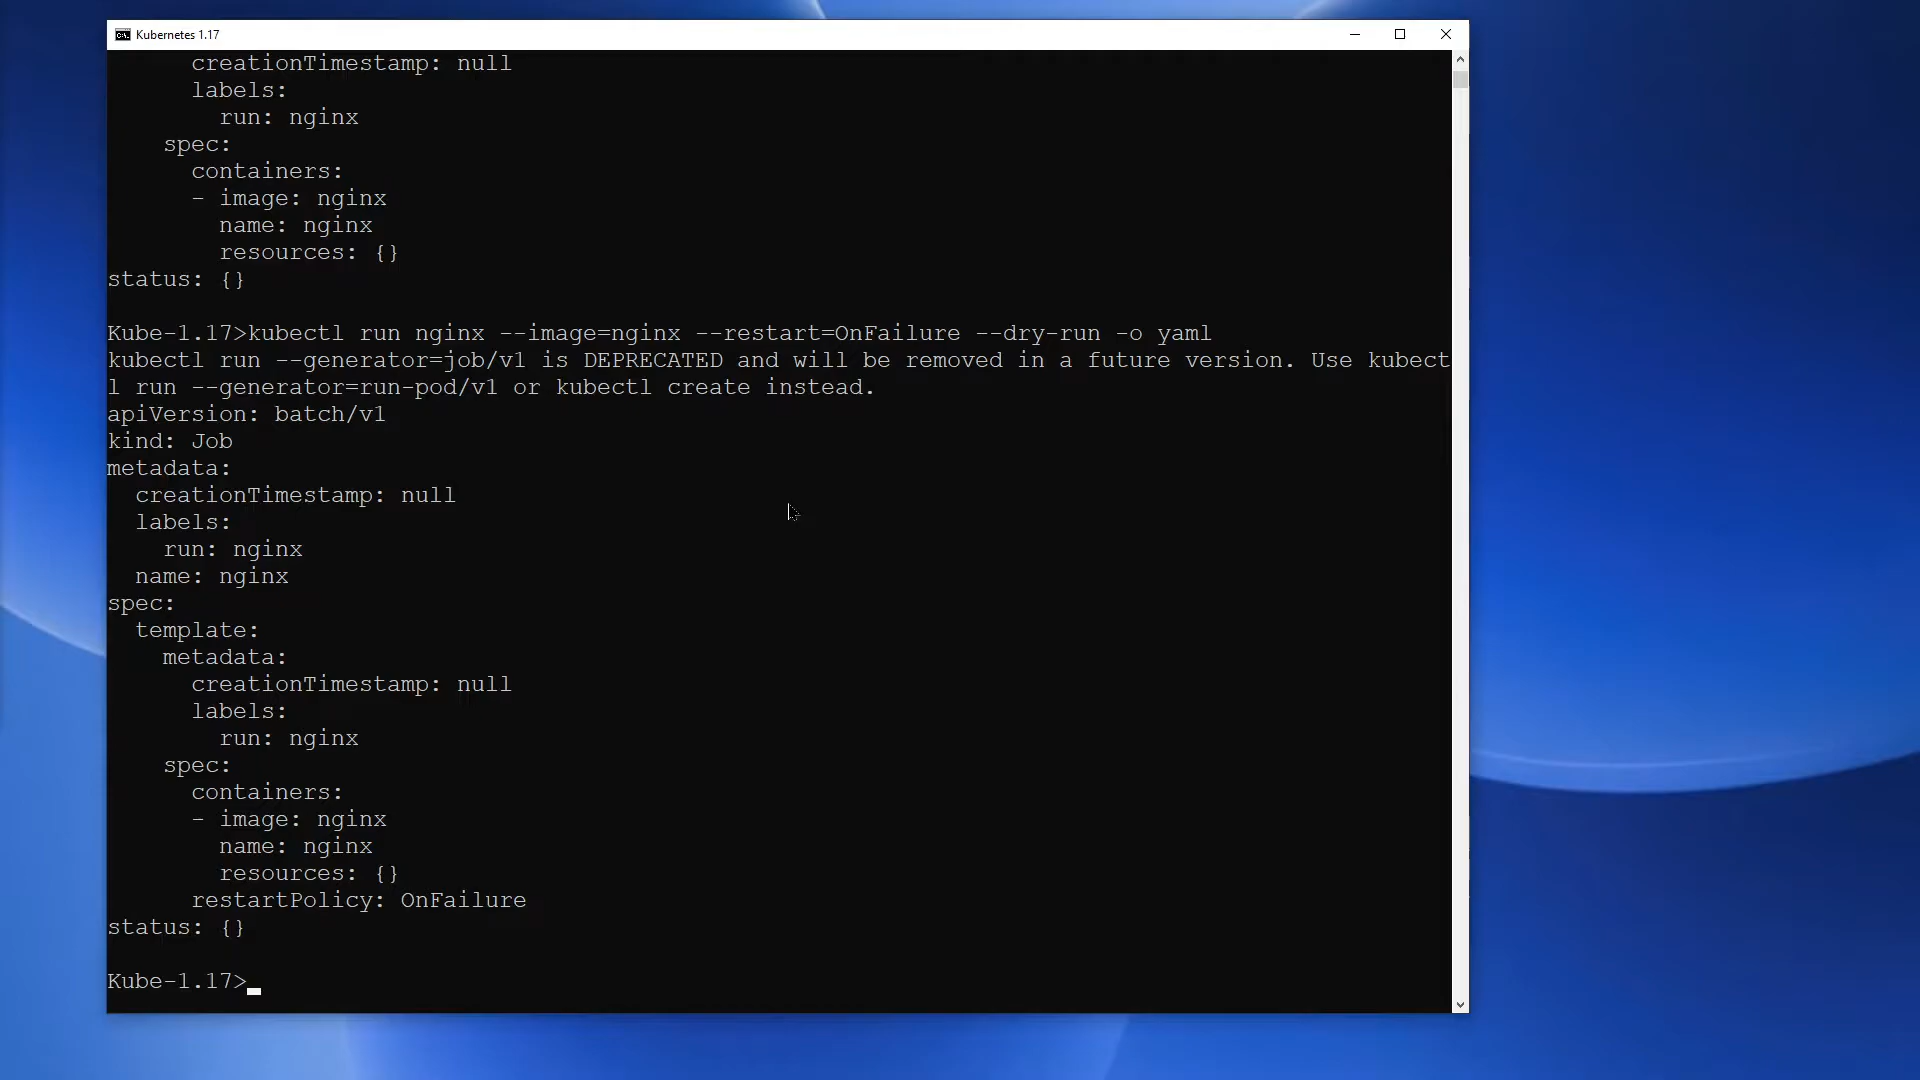 Kubernetes 1.17
      creationTimestamp: null
      labels:
        run: nginx
    spec:
      containers:
      - image: nginx
        name: nginx
        resources: {}
status: {}
Kube-1.17>kubectl run nginx --image=nginx --restart=OnFailure --dry-run -o yaml
kubectl run --generator=job/v1 is DEPRECATED and will be removed in a future version. Use kubect
l run --generator=run-pod/v1 or kubectl create instead.
apiVersion: batch/v1
kind: Job
metadata:
  creationTimestamp: null
  labels:
    run: nginx
  name: nginx
spec:
  template:
    metadata:
      creationTimestamp: null
      labels:
        run: nginx
    spec:
      containers:
      - image: nginx
        name: nginx
        resources: {}
      restartPolicy: OnFailure
status: {}
Kube-1.17>